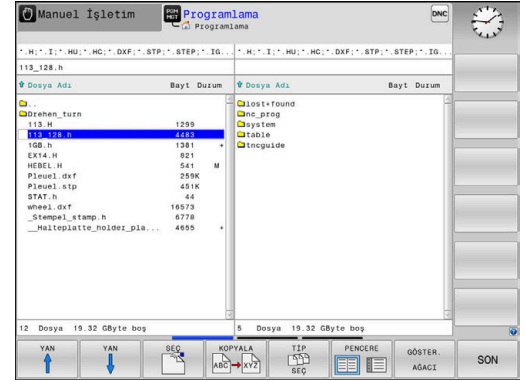 Manuel İşletim
PGM MGT Programlama
Programlama
DNC
*.H;*.I;*.HU;*.HC;*.DXF;*.STP;*.STEP;*.IG...
*.H;*.I;*.HU;*.HC;*.DXF;*.STP;*.STEP;*.IG...
113_128.h
Dosya Adı Bayt Durum
..
Drehen_turn
113.H 1299
113_128.h 4483
1GB.h 1381 +
EX14.H 821
HEBEL.H 541 M
Pleuel.dxf 259K
Pleuel.stp 451K
STAT.h 44
wheel.dxf 16573
_Stempel_stamp.h 6778
__Halteplatte_holder_pla... 4655 +
12 Dosya 19.32 GByte boş
Dosya Adı Bayt Durum
lost+found
nc_prog
system
table
tncguide
5 Dosya 19.32 GByte boş
YAN
YAN
SEÇ
KOPYALA
ABC XYZ
TIP
SEÇ
PENCERE
GÖSTER.
AĞACI
SON